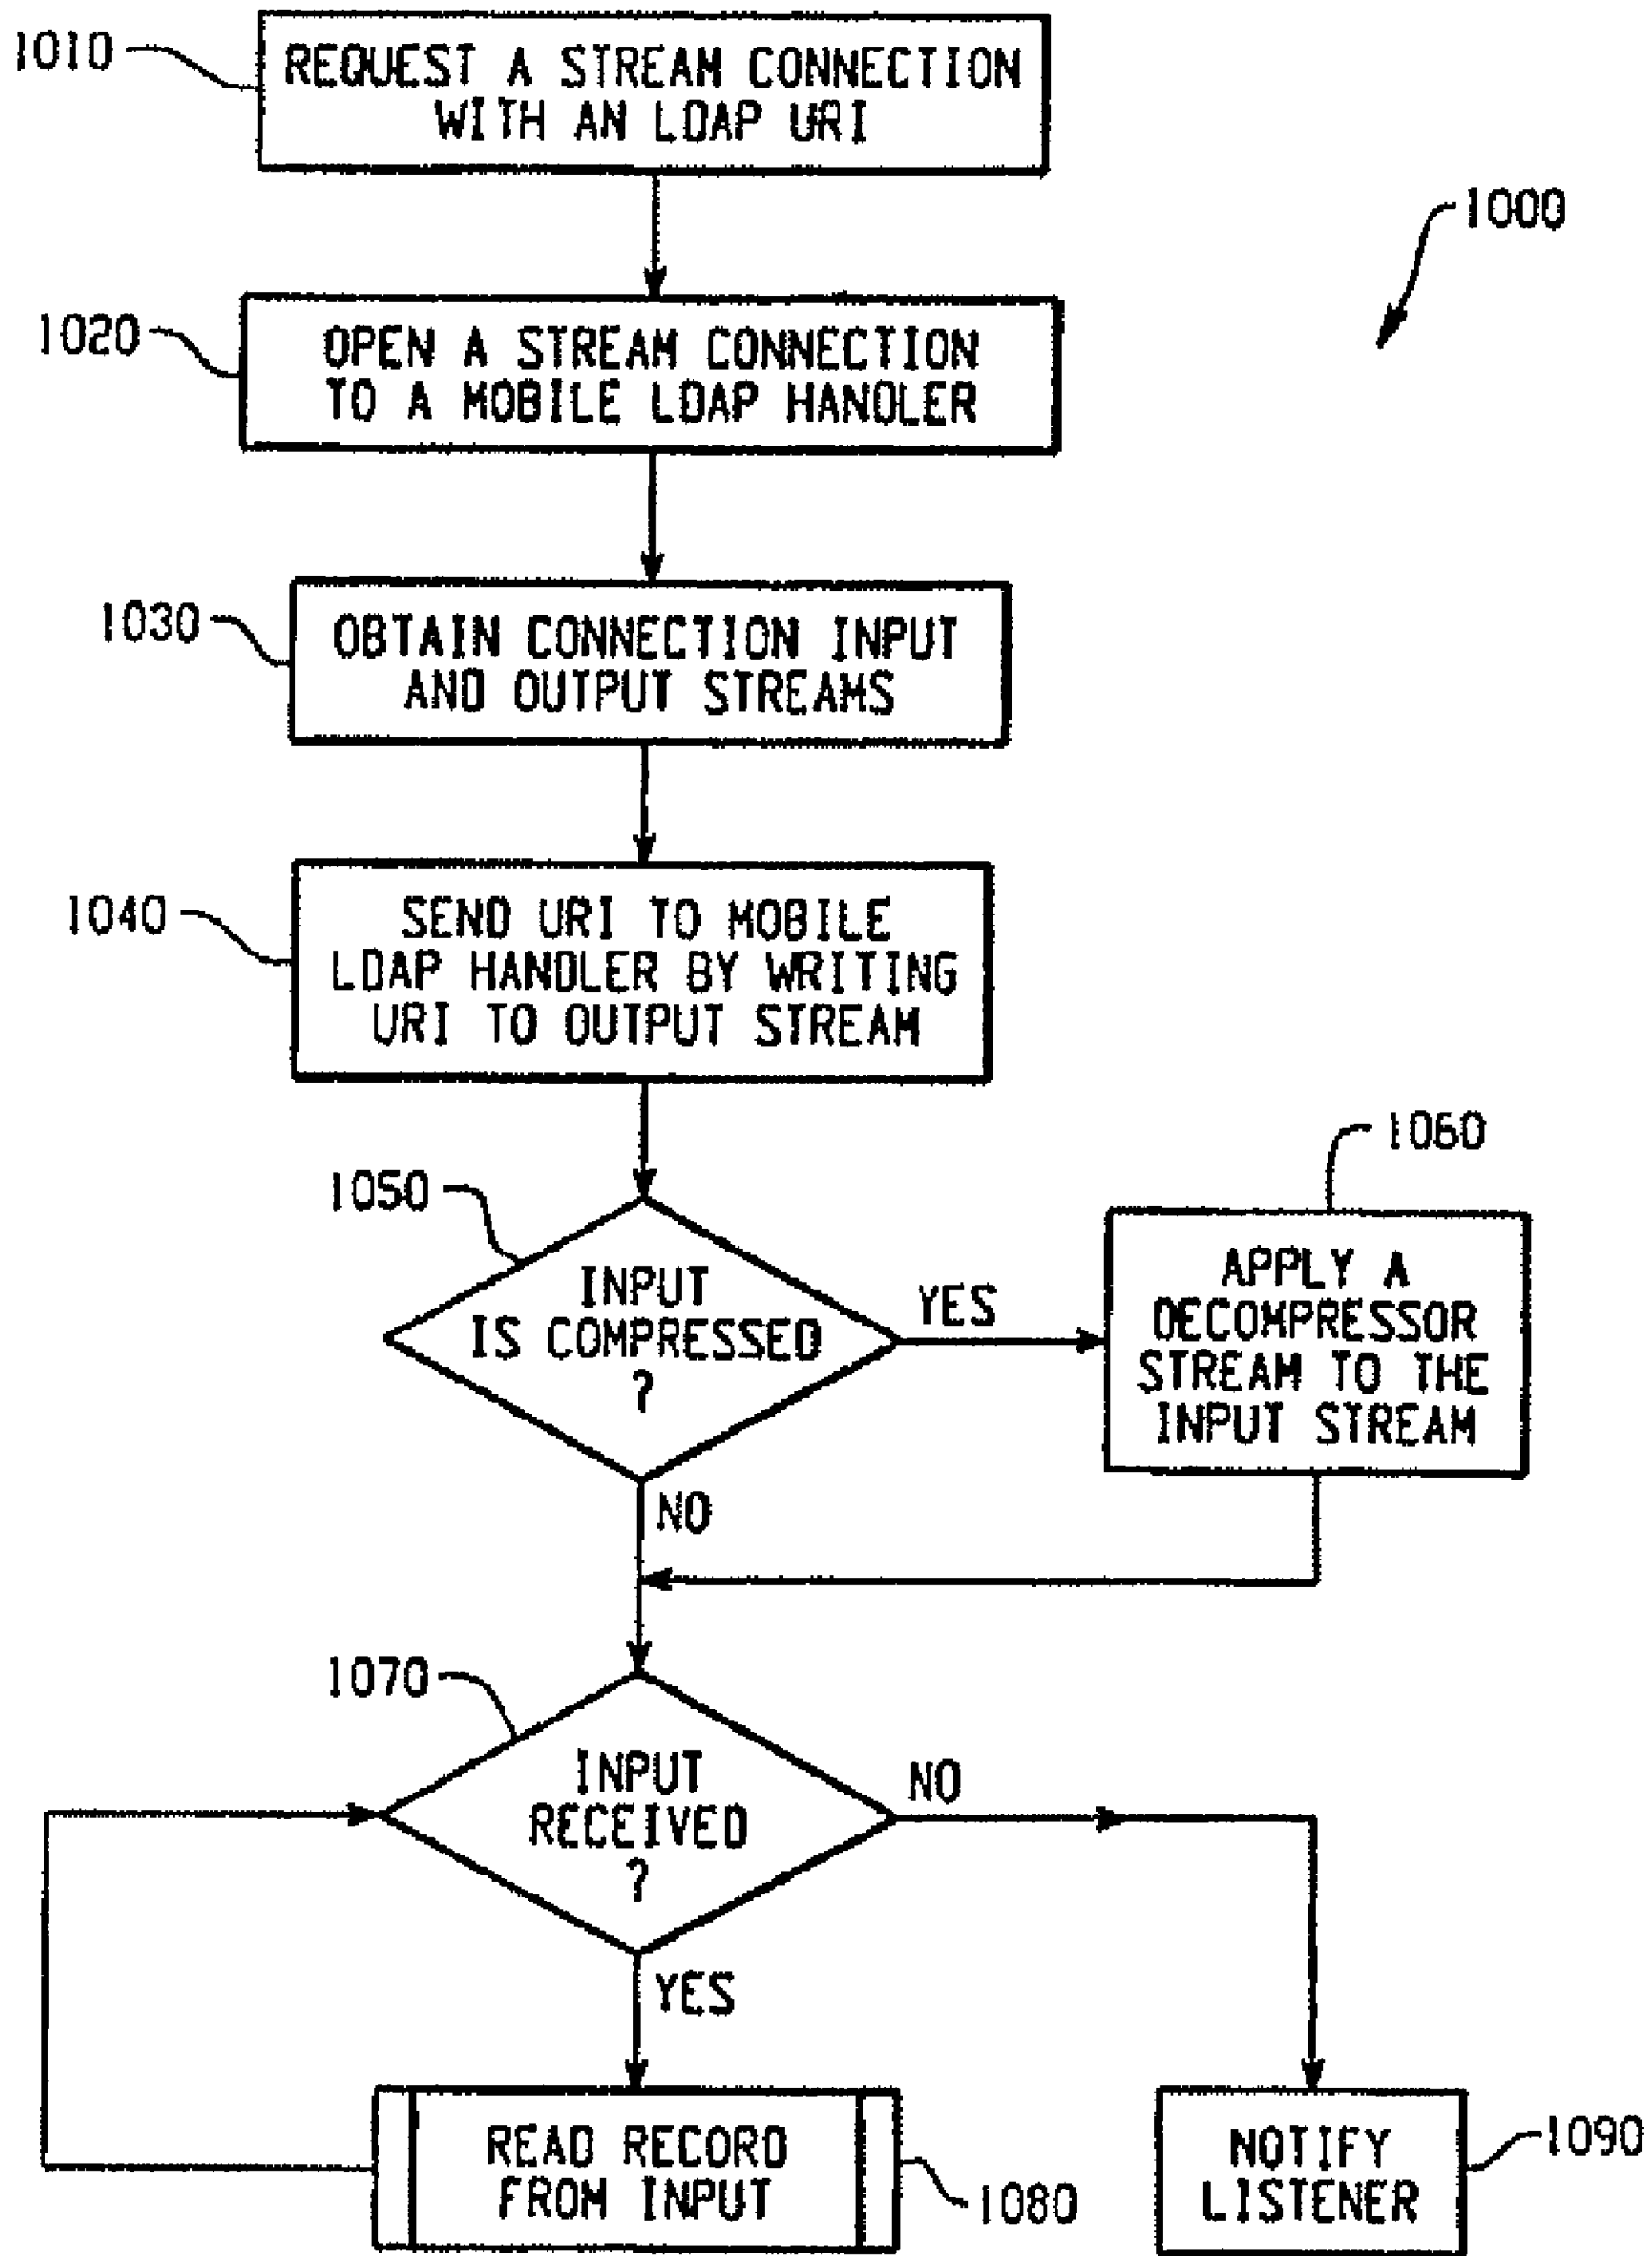 1010
REQUEST A STREAM CONNECTION
WITH AN LDAP URI
1000
1020
OPEN A STREAM CONNECTION
TO A MOBILE LDAP HANDLER
1030
OBTAIN CONNECTION INPUT
AND OUTPUT STREAMS
1040
SEND URI TO MOBILE
LDAP HANDLER BY WRITING
URI TO OUTPUT STREAM
1050
INPUT
IS COMPRESSED
?
YES
NO
1060
APPLY A
DECOMPRESSOR
STREAM TO THE
INPUT STREAM
1070
INPUT
RECEIVED
?
NO
YES
READ RECORD
FROM INPUT
1080
NOTIFY
LISTENER
1090